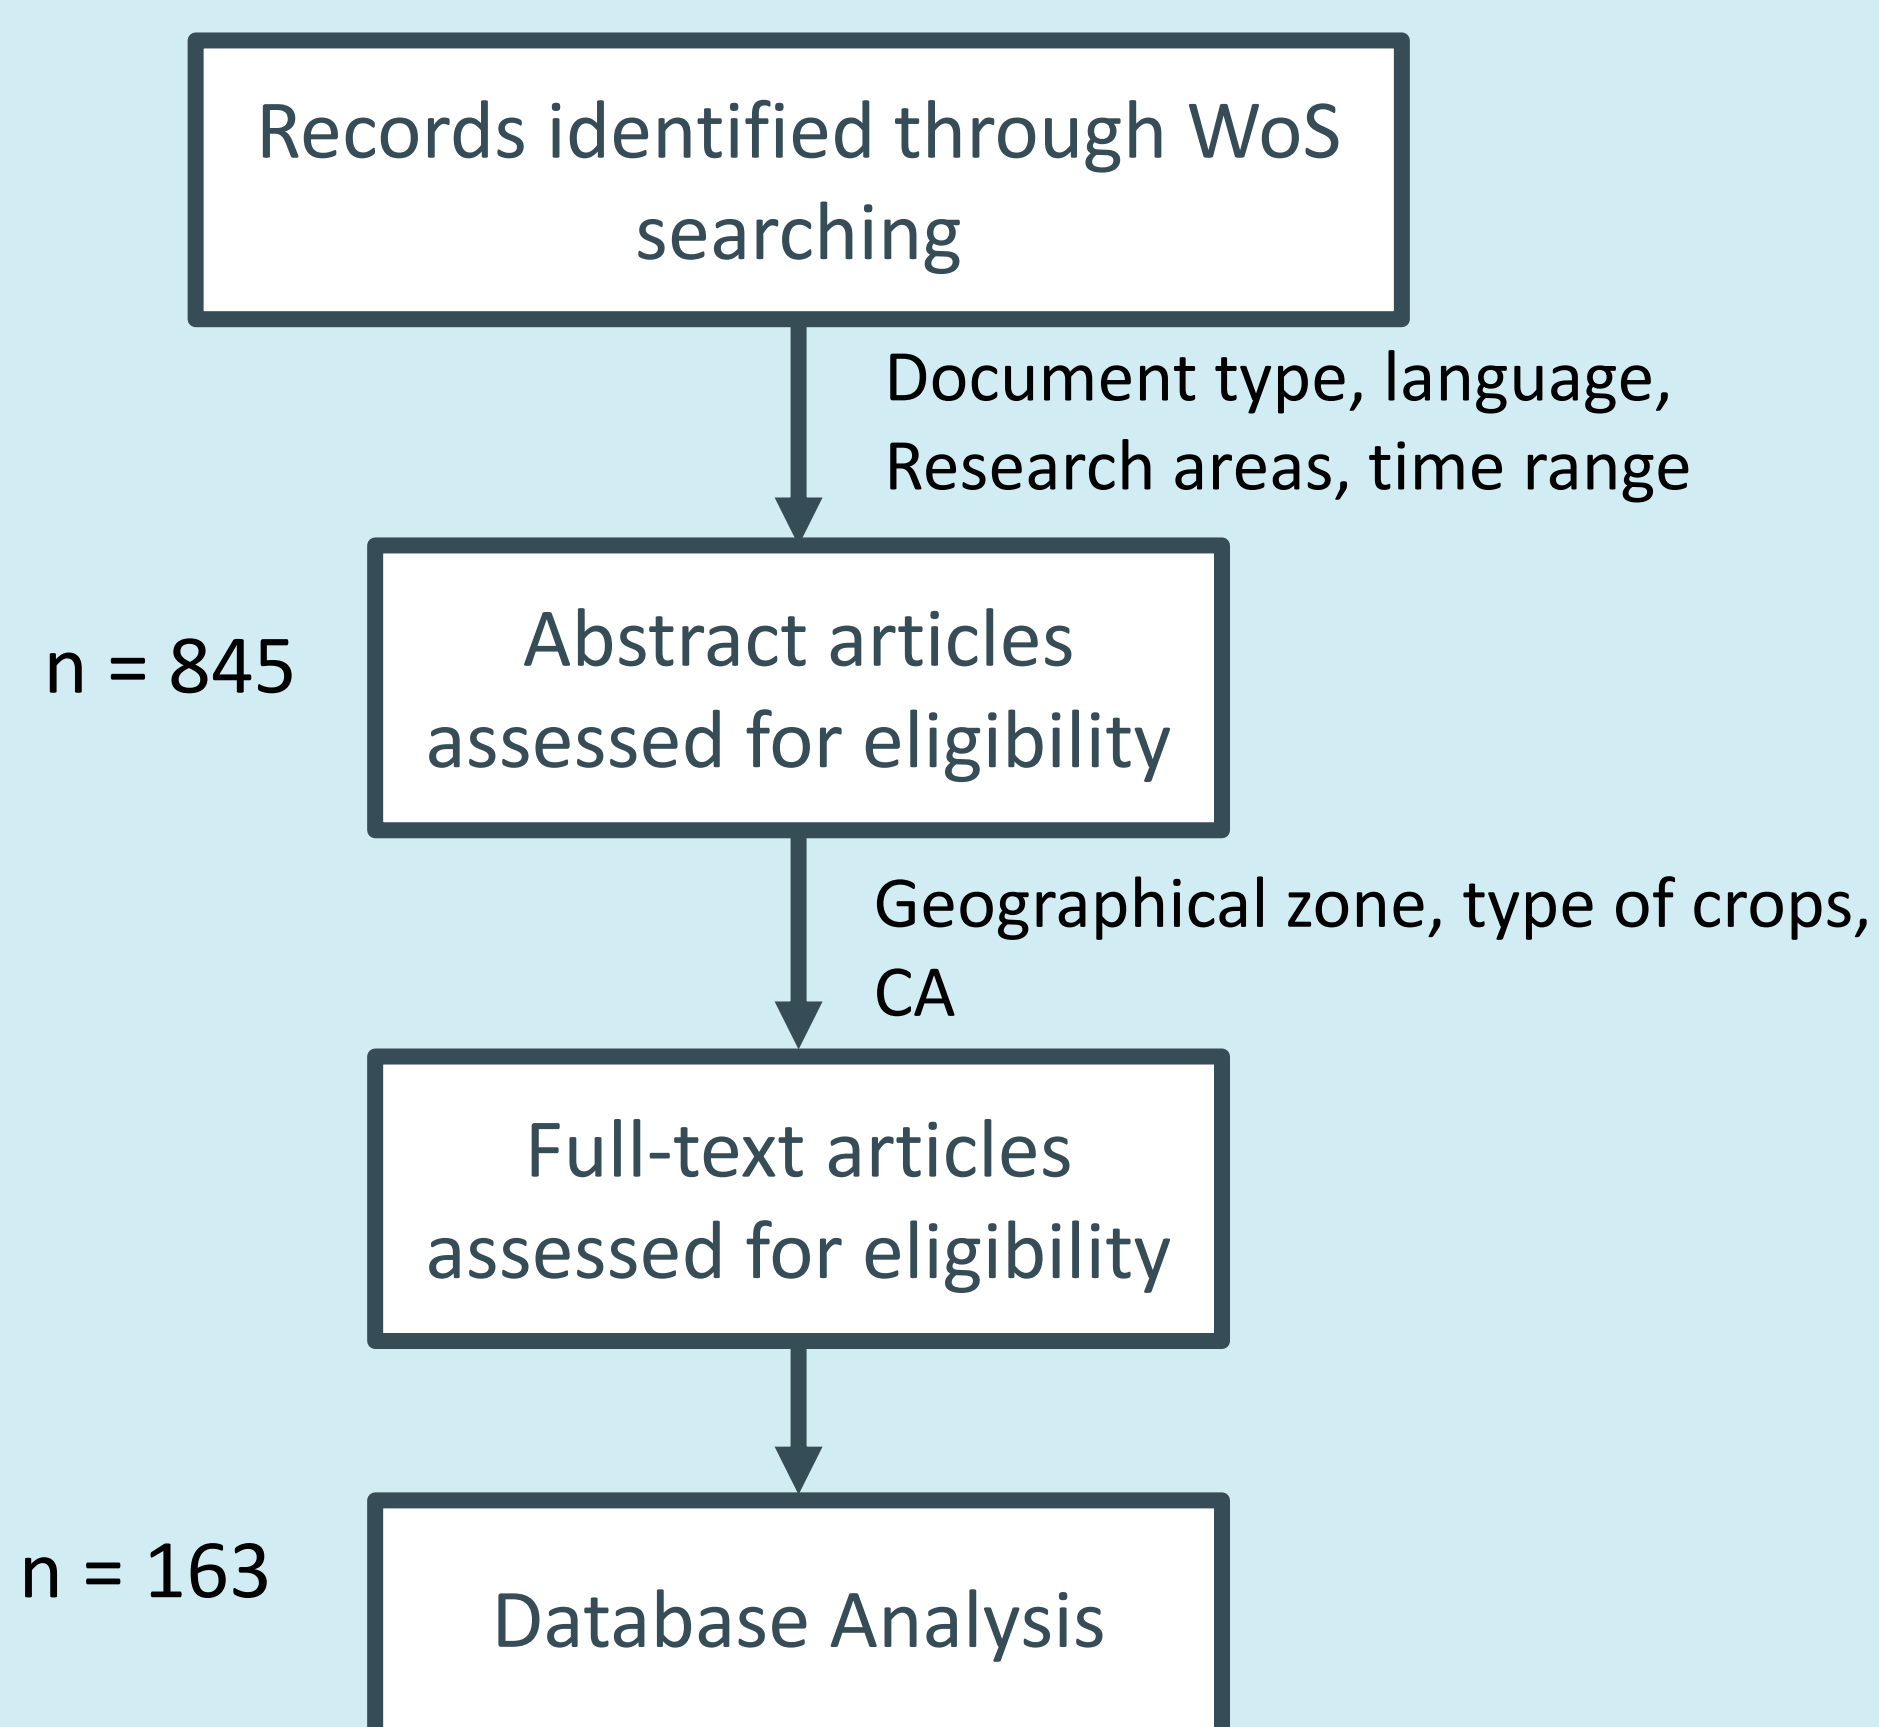 Records identified through WoS
searching
Document type, language,
Research areas, time range
n = 845
Abstract articles
assessed for eligibility
Geographical zone, type of crops,
CA
Full-text articles
assessed for eligibility
n = 163
Database Analysis